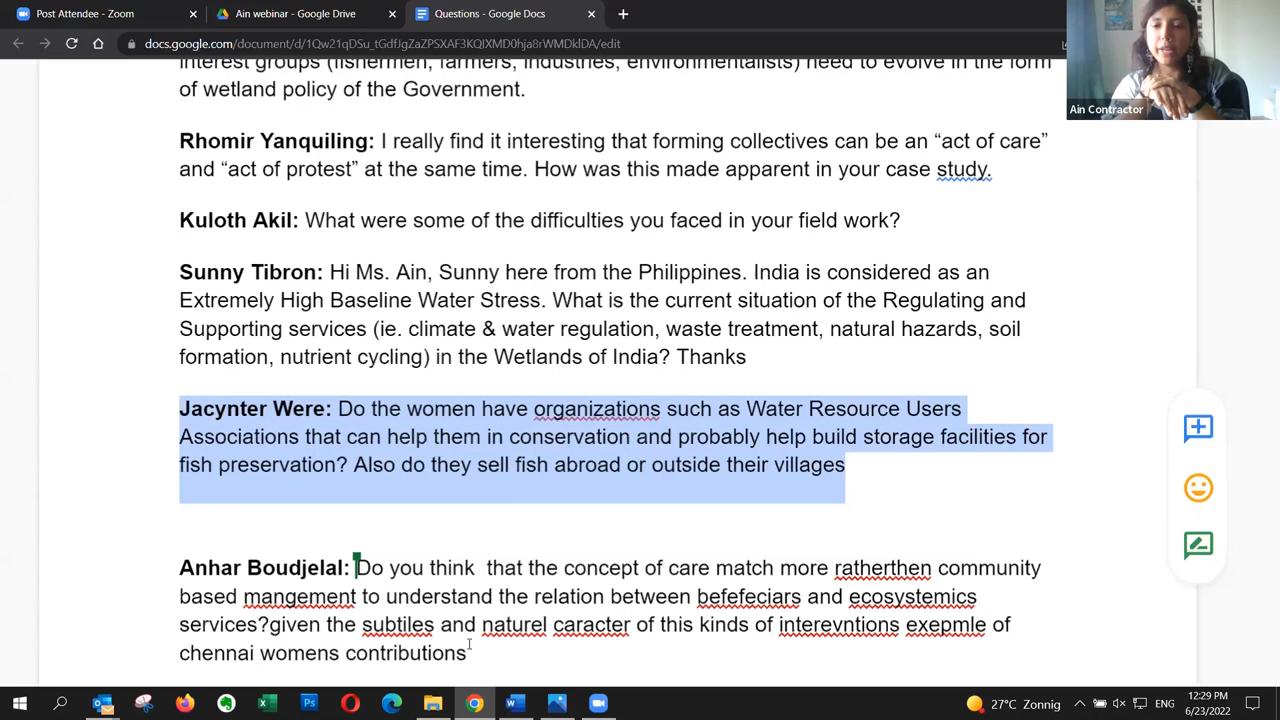 Post Attendee - Zoom
Ain webinar - Google Drive
Questions - Google Docs
docs.google.com/document/d/1Qw21qDSu_tGdfJgZaZPSXAF3KQIXMD0hja8rWMDklDA/edit
interest groups (fishermen, farmers, industries, environmentalists) need to evolve in the form
of wetland policy of the Government.
Ain Contractor
Rhomir Yanquiling: I really find it interesting that forming collectives can be an “act of care”
and “act of protest” at the same time. How was this made apparent in your case study.
Kuloth Akil: What were some of the difficulties you faced in your field work?
Sunny Tibron: Hi Ms. Ain, Sunny here from the Philippines. India is considered as an
Extremely High Baseline Water Stress. What is the current situation of the Regulating and
Supporting services (ie. climate & water regulation, waste treatment, natural hazards, soil
formation, nutrient cycling) in the Wetlands of India? Thanks
Jacynter Were: Do the women have organizations such as Water Resource Users
Associations that can help them in conservation and probably help build storage facilities for
fish preservation? Also do they sell fish abroad or outside their villages
Anhar Boudjelal: Do you think  that the concept of care match more ratherthen community
based mangement to understand the relation between befefeciars and ecosystemics
services?given the subtiles and naturel caracter of this kinds of interevntions exepmle of
chennai womens contributions
27°C Zonnig
ENG
12:29 PM
6/23/2022